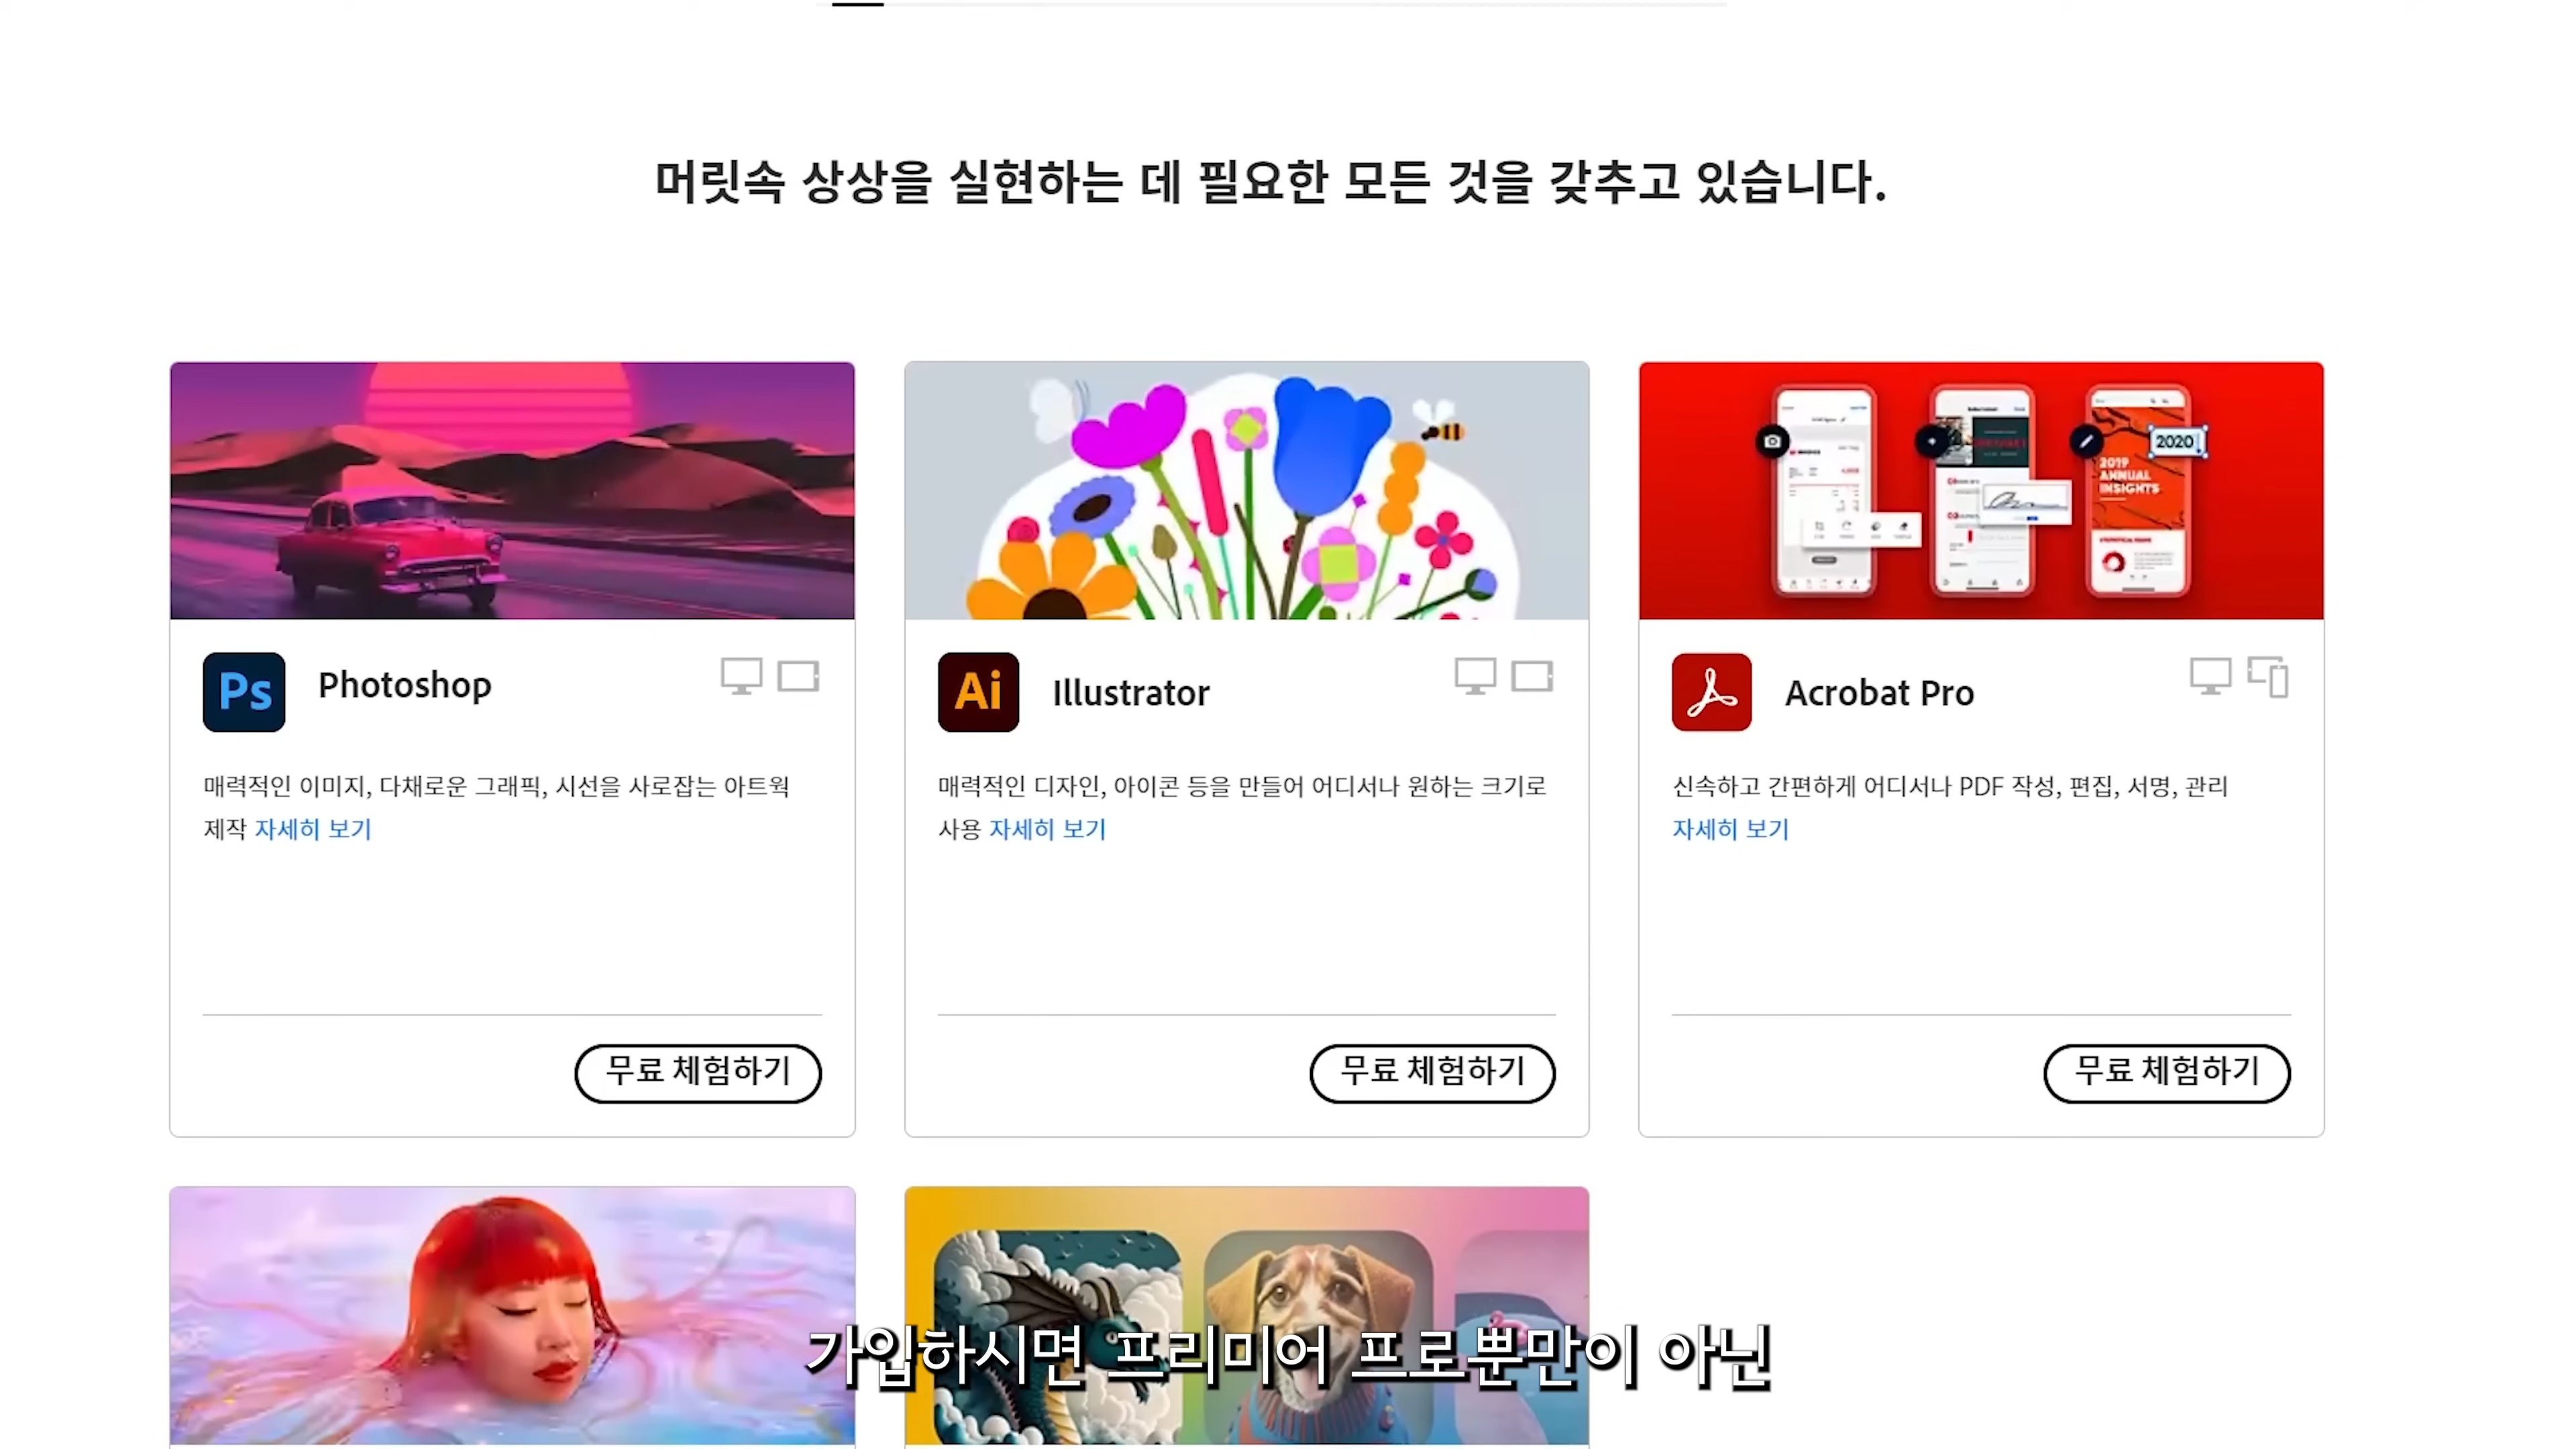 머릿속 상상을 실현하는 데 필요한 모든 것을 갖추고 있습니다.
2019
ANNUAL
INSIGHTS
2020
Ps
Photoshop
매력적인 이미지, 다채로운 그래픽, 시선을 사로잡는 아트웍
제작 자세히 보기
무료 체험하기
Ai
Illustrator
매력적인 디자인, 아이콘 등을 만들어 어디서나 원하는 크기로
사용 자세히 보기
무료 체험하기
Acrobat Pro
신속하고 간편하게 어디서나 PDF 작성, 편집, 서명, 관리
자세히 보기
무료 체험하기
가입하시면 프리미어 프로뿐만이 아닌